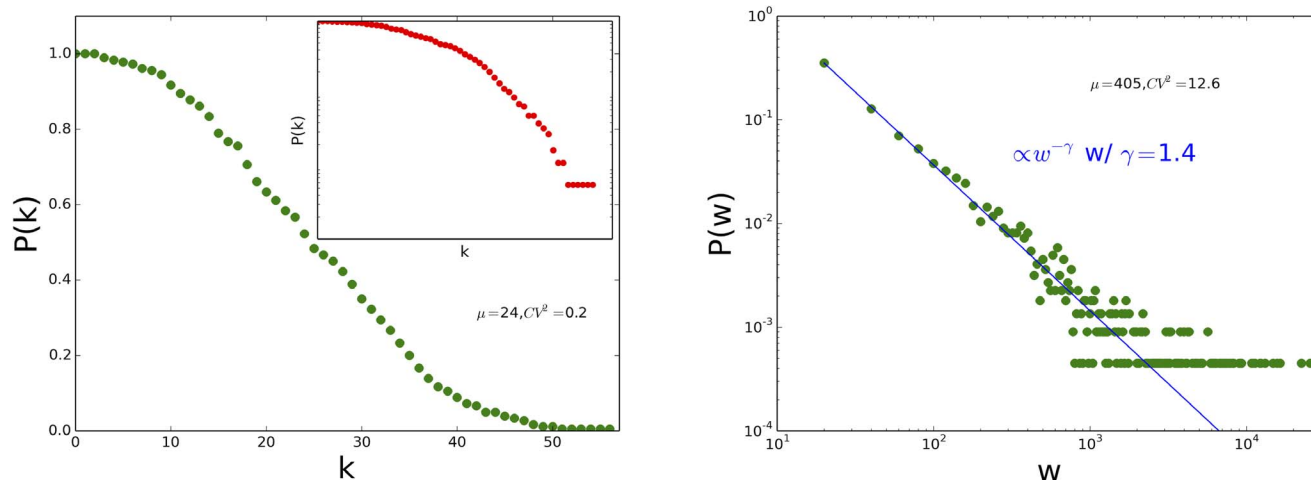 1.0
0.8
0.6
0.4
0.2
0.0
P(k)
0
10
20
30
40
50
k
P(k)
k
μ=24,CV²=0.2
10⁰
10⁻¹
10⁻²
10⁻³
10⁻⁴
P(w)
10¹
10²
10³
10⁴
w
μ=405,CV²=12.6
∝w⁻ᵞ w/ γ=1.4